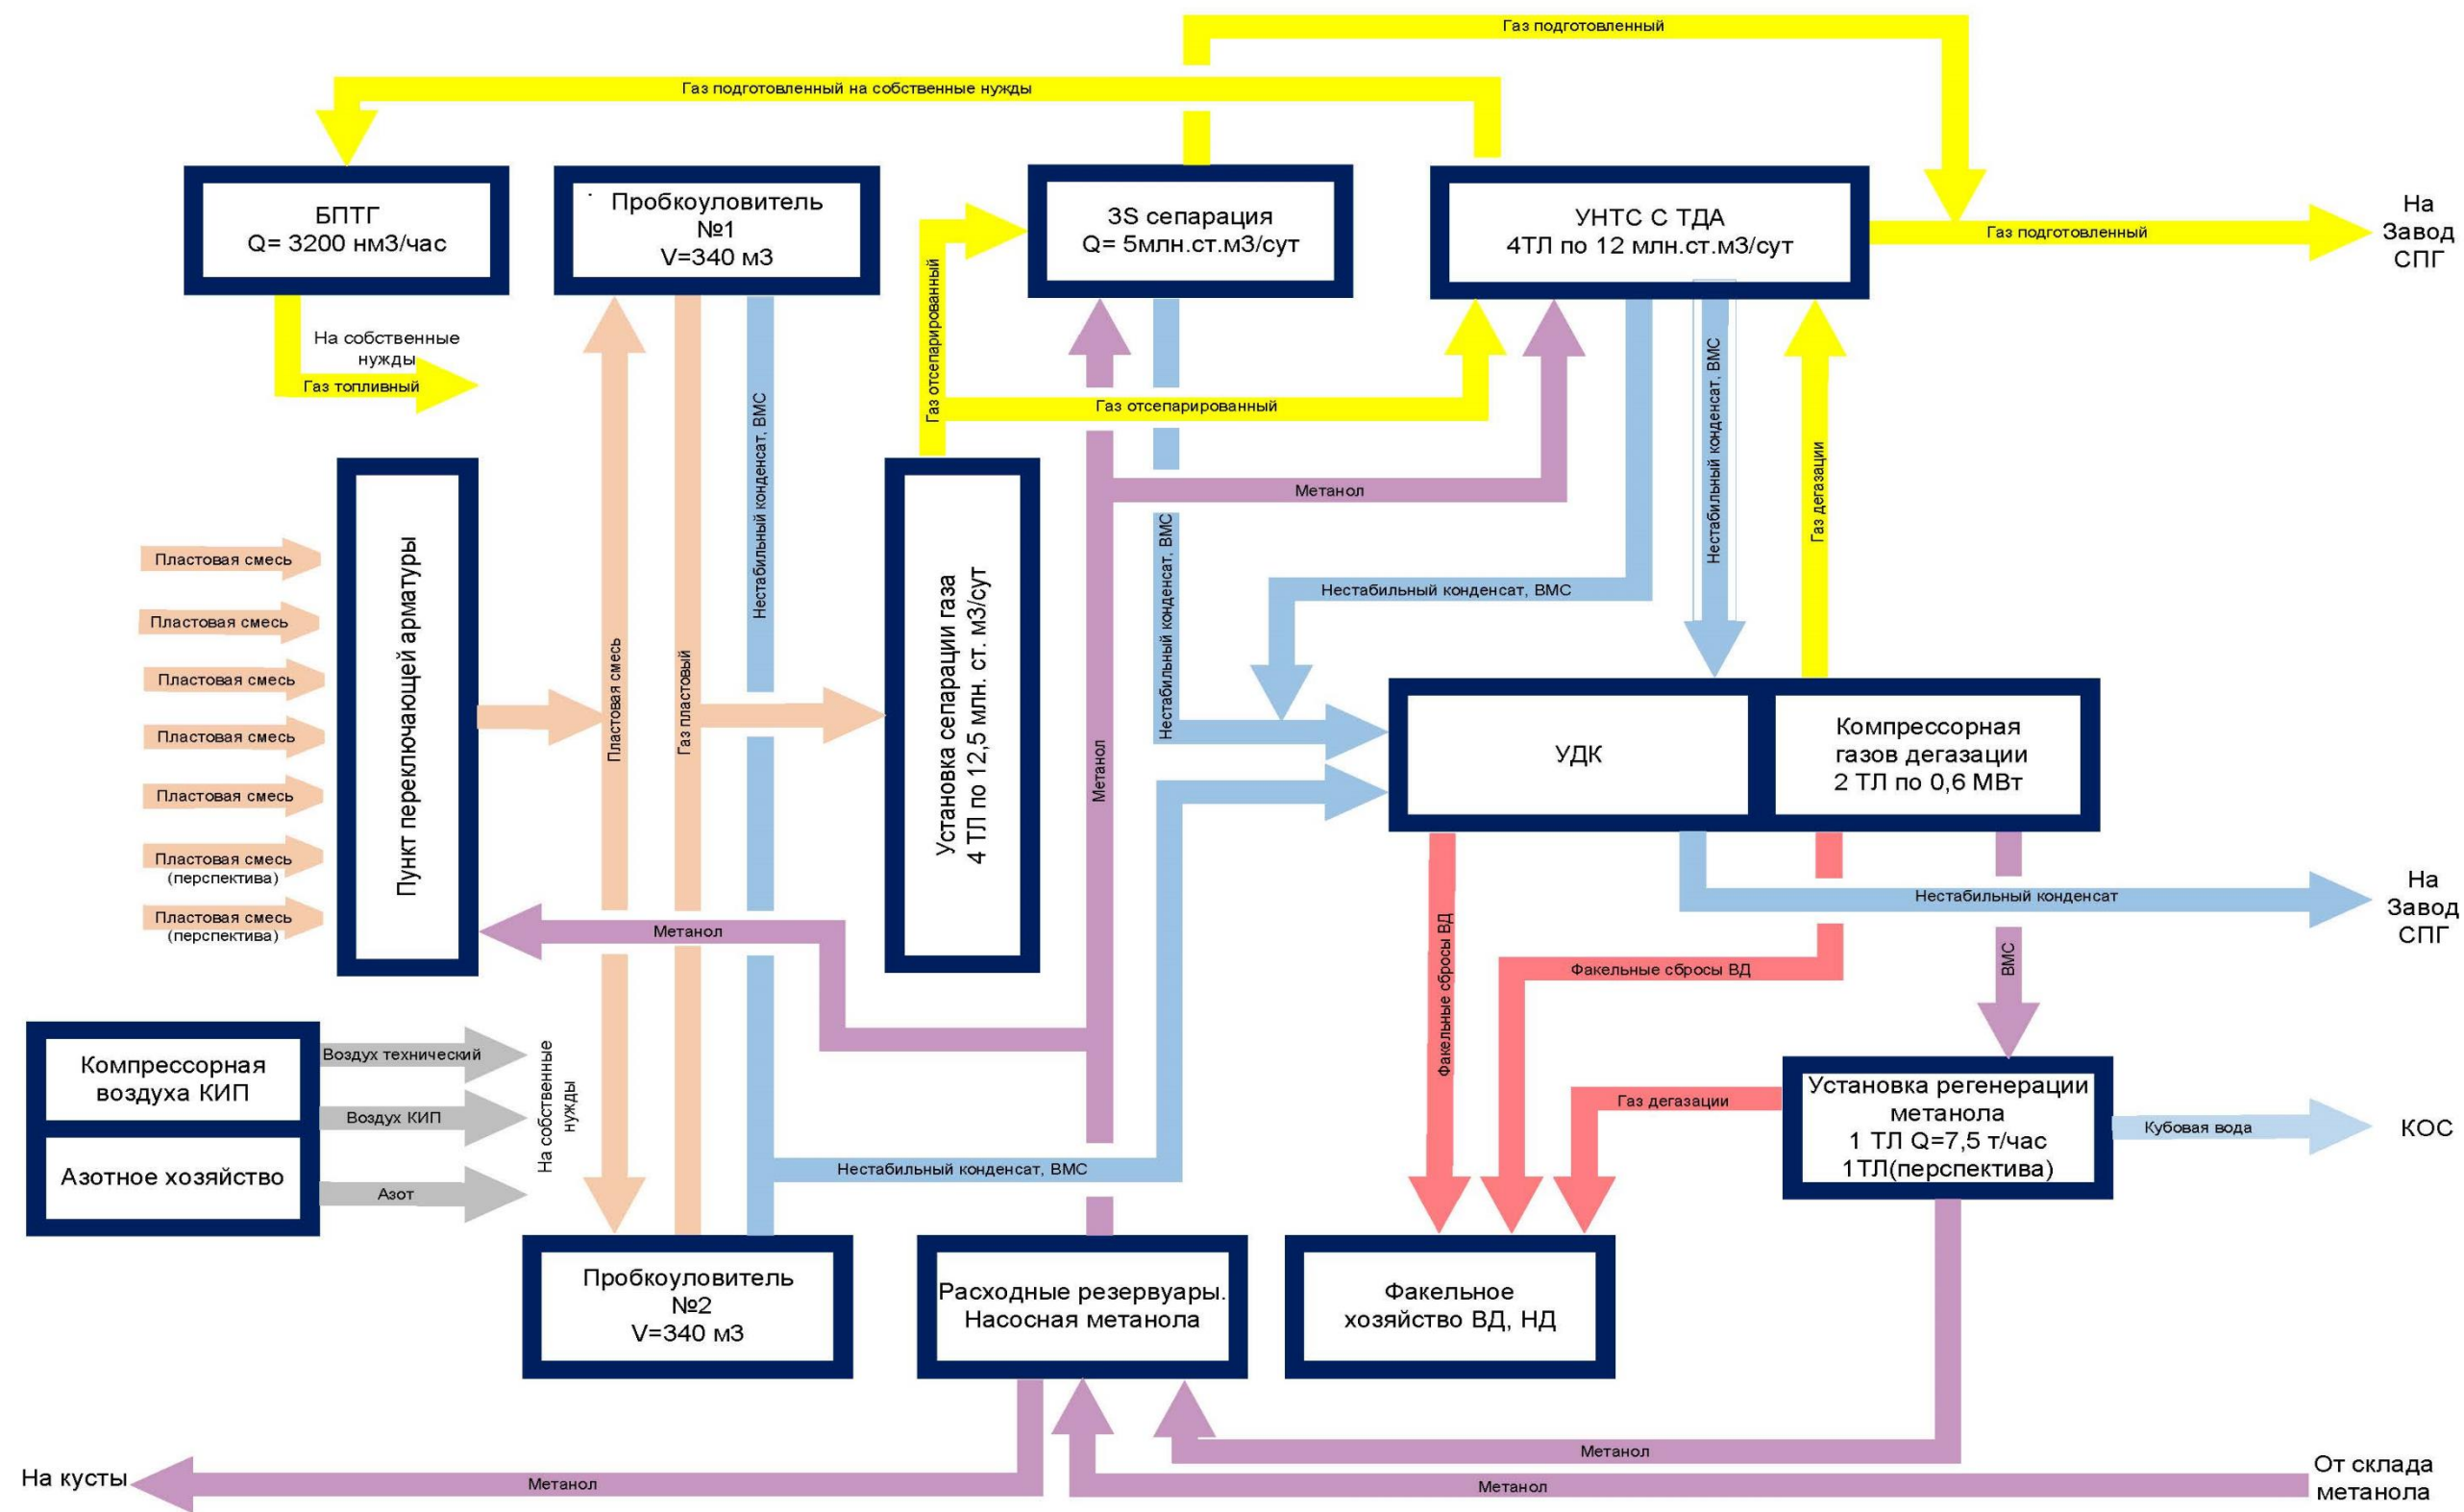 Газ подготовленный
Газ подготовленный на собственные нужды
БПТГ
Q= 3200 нм3/час
Пробкоуловитель
№1
V=340 м3
3S сепарация
Q= 5млн.ст.м3/сут
УНТС С ТДА
4ТЛ по 12 млн.ст.м3/сут
Газ подготовленный
На
Завод
СПГ
На собственные
нужды
Газ топливный
Нестабильный конденсат, ВМС
Газ отсепарированный
Газ отсепарированный
Метанол
Нестабильный конденсат, ВМС
Нестабильный конденсат, ВМС
Нестабильный конденсат, ВМС
Газ дегазации
Пластовая смесь
Пластовая смесь
Пластовая смесь
Пластовая смесь
Пластовая смесь
Пластовая смесь
(перспектива)
Пластовая смесь
(перспектива)
Пункт переключающей арматуры
Пластовая смесь
Газ пластовый
Установка сепарации газа
4 ТЛ по 12,5 млн. ст. м3/сут
Метанол
УДК
Компрессорная
газов дегазации
2 ТЛ по 0,6 МВт
Метанол
Факельные сбросы ВД
Факельные сбросы ВД
Нестабильный конденсат
На
Завод
СПГ
ВМС
Компрессорная
воздуха КИП
Азотное хозяйство
Воздух технический
Воздух КИП
Азот
На собственные
нужды
Нестабильный конденсат, ВМС
Газ дегазации
Установка регенерации
метанола
1 ТЛ Q=7,5 т/час
1ТЛ(перспектива)
Кубовая вода
КОС
Пробкоуловитель
№2
V=340 м3
Расходные резервуары.
Насосная метанола
Факельное
хозяйство ВД, НД
Метанол
На кусты
Метанол
Метанол
От склада
метанола